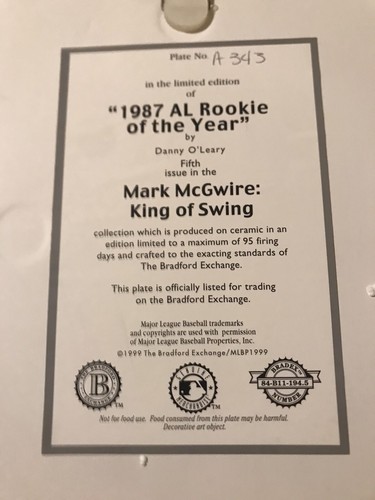 Plate No. A 343
in the limited edition
of
"1987 AL Rookie
of the Year"
by
Danny O'Leary
Fifth
issue in the
Mark McGwire:
King of Swing
collection which is produced on ceramic in an
edition limited to a maximum of 95 firing
days and crafted to the exacting standards of
The Bradford Exchange.
This plate is officially listed for trading
on the Bradford Exchange.
Major League Baseball trademarks
and copyrights are used with permission
of Major League Baseball Properties, Inc.
©1999 The Bradford Exchange/MLBP1999
B
TM
GENUINE
MERCHANDISE
TM
BRADEX™
84-B11-194.5
NUMBER
Not for food use. Food consumed from this plate may be harmful.
Decorative art object.